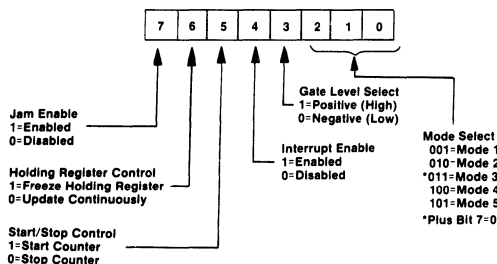 7 6 5 4 3 2 1 0
Gate Level Select
1=Positive (High)
0=Negative (Low)
Jam Enable
1=Enabled
0=Disabled
Interrupt Enable
1=Enabled
0=Disabled
Mode Select
001=Mode 1
010=Mode 2
*011=Mode 3
100=Mode 4
101=Mode 5
*Plus Bit 7=0
Holding Register Control
1=Freeze Holding Register
0=Update Continuously
Start/Stop Control
1=Start Counter
0=Stop Counter